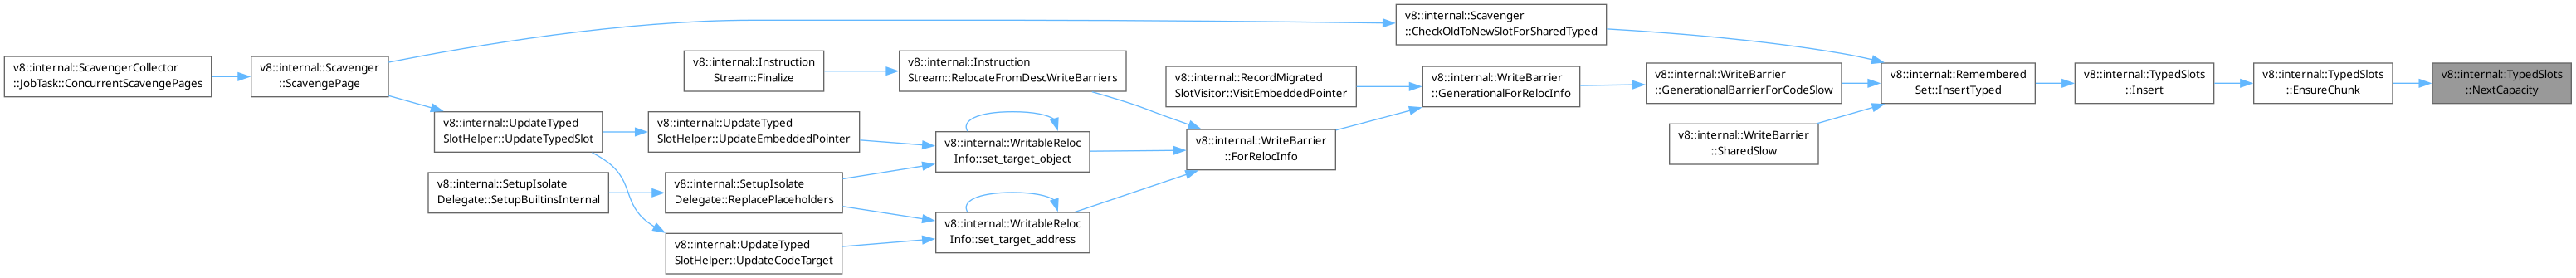 v8::internal::ScavengerCollector
::JobTask::ConcurrentScavengePages
v8::internal::Scavenger
::ScavengePage
v8::internal::UpdateTyped
SlotHelper::UpdateTypedSlot
v8::internal::SetupIsolate
Delegate::SetupBuiltinsInternal
v8::internal::Instruction
Stream::Finalize
v8::internal::UpdateTyped
SlotHelper::UpdateEmbeddedPointer
v8::internal::SetupIsolate
Delegate::ReplacePlaceholders
v8::internal::UpdateTyped
SlotHelper::UpdateCodeTarget
v8::internal::Instruction
Stream::RelocateFromDescWriteBarriers
v8::internal::WritableReloc
Info::set_target_object
v8::internal::WritableReloc
Info::set_target_address
v8::internal::RecordMigrated
SlotVisitor::VisitEmbeddedPointer
v8::internal::WriteBarrier
::ForRelocInfo
v8::internal::Scavenger
::CheckOldToNewSlotForSharedTyped
v8::internal::WriteBarrier
::GenerationalForRelocInfo
v8::internal::WriteBarrier
::GenerationalBarrierForCodeSlow
v8::internal::WriteBarrier
::SharedSlow
v8::internal::Remembered
Set::InsertTyped
v8::internal::TypedSlots
::Insert
v8::internal::TypedSlots
::EnsureChunk
v8::internal::TypedSlots
::NextCapacity